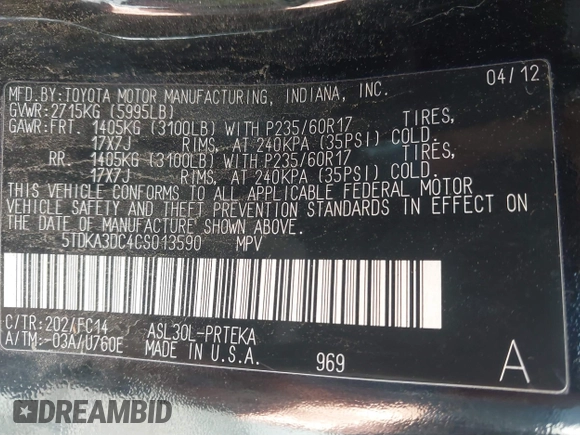 04/12
MFD.BY:TOYOTA MOTOR MANUFACTURING, INDIANA, INC.
GVWR:2715KG (5995LB)
GAWR:FRT. 1405KG (3100LB) WITH P235/60R17 TIRES,
17X7J RIMS, AT 240KPA (35PSI) COLD.
RR. 1405KG (3100LB) WITH P235/60R17 TIRES,
17X7J RIMS, AT 240KPA (35PSI) COLD.
THIS VEHICLE CONFORMS TO ALL APPLICABLE FEDERAL MOTOR
VEHICLE SAFETY AND THEFT PREVENTION STANDARDS IN EFFECT ON
THE DATE OF MANUFACTURE SHOWN ABOVE.
5TDKA3DC4CS013590 MPV
C/TR:202/FC14 ASL30L-PRTEKA
A/TM:-03A/U760E MADE IN U.S.A. 969 A
DREAMBID